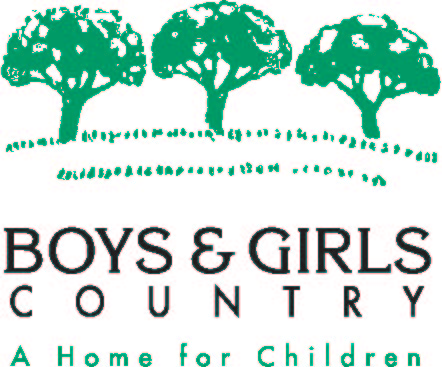 BOYS & GIRLS
COUNTRY
A Home for Children